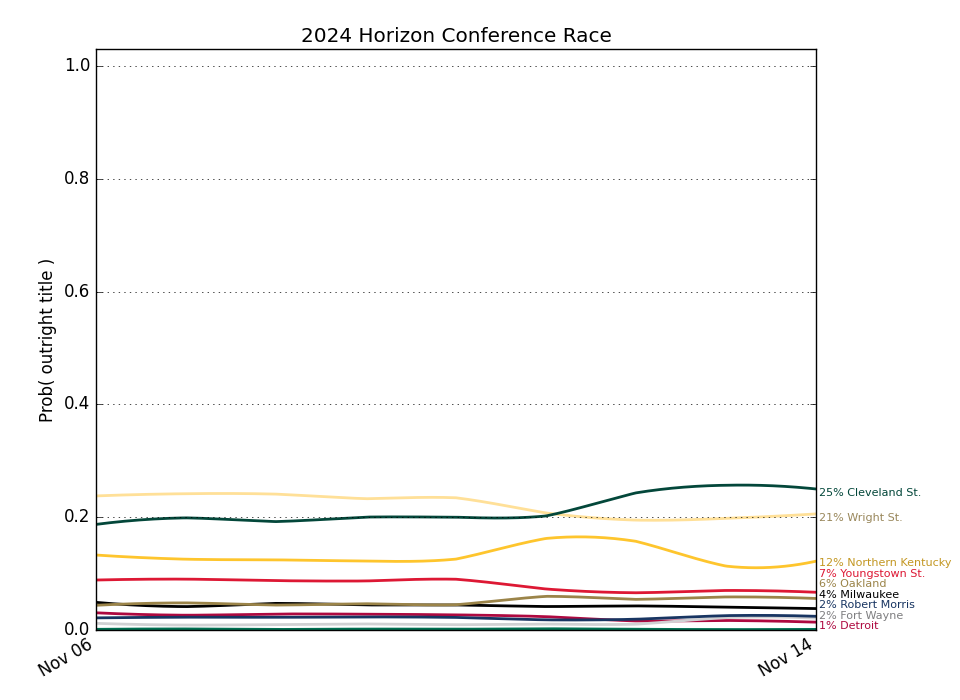 2024 Horizon Conference Race
Prob( outright title )
1.0
0.8
0.6
0.4
0.2
0.0
Nov 06
Nov 14
25% Cleveland St.
21% Wright St.
12% Northern Kentucky
7% Youngstown St.
6% Oakland
4% Milwaukee
2% Robert Morris
2% Fort Wayne
1% Detroit